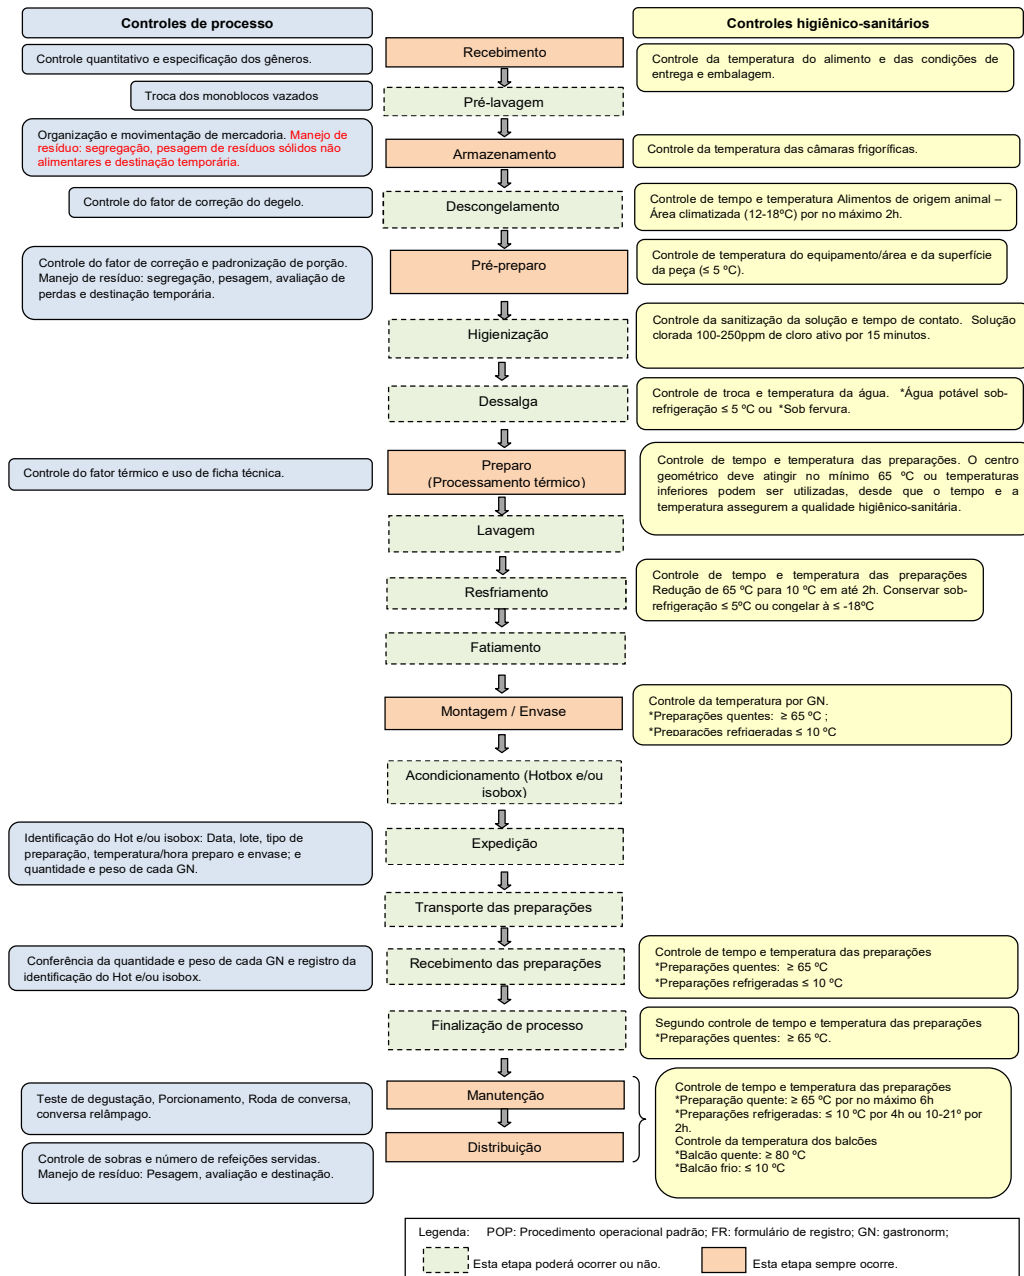 Controles de processo
Controles higiênico-sanitários
Controle quantitativo e especificação dos gêneros.
Recebimento
Controle da temperatura do alimento e das condições de
entrega e embalagem.
Troca dos monoblocos vazados
Pré-lavagem
Organização e movimentação de mercadoria. Manejo de
resíduo: segregação, pesagem de resíduos sólidos não
alimentares e destinação temporária.
Armazenamento
Controle da temperatura das câmaras frigoríficas.
Controle do fator de correção do degelo.
Descongelamento
Controle de tempo e temperatura Alimentos de origem animal –
Área climatizada (12-18ºC) por no máximo 2h.
Controle do fator de correção e padronização de porção.
Manejo de resíduo: segregação, pesagem, avaliação de
perdas e destinação temporária.
Pré-preparo
Controle de temperatura do equipamento/área e da superfície
da peça (≤ 5 ºC).
Higienização
Controle da sanitização da solução e tempo de contato. Solução
clorada 100-250ppm de cloro ativo por 15 minutos.
Dessalga
Controle de troca e temperatura da água. *Água potável sob-
refrigeração ≤ 5 ºC ou *Sob fervura.
Controle do fator térmico e uso de ficha técnica.
Preparo
(Processamento térmico)
Controle de tempo e temperatura das preparações. O centro
geométrico deve atingir no mínimo 65 ºC ou temperaturas
inferiores podem ser utilizadas, desde que o tempo e a
temperatura assegurem a qualidade higiênico-sanitária.
Lavagem
Resfriamento
Controle de tempo e temperatura das preparações
Redução de 65 ºC para 10 ºC em até 2h. Conservar sob-
refrigeração ≤ 5ºC ou congelar à ≤ -18ºC
Fatiamento
Montagem / Envase
Controle da temperatura por GN.
*Preparações quentes: ≥ 65 ºC ;
*Preparações refrigeradas ≤ 10 ºC
Acondicionamento (Hotbox e/ou
isobox)
Identificação do Hot e/ou isobox: Data, lote, tipo de
preparação, temperatura/hora preparo e envase; e
quantidade e peso de cada GN.
Expedição
Transporte das preparações
Conferência da quantidade e peso de cada GN e registro da
identificação do Hot e/ou isobox.
Recebimento das preparações
Controle de tempo e temperatura das preparações
*Preparações quentes: ≥ 65 ºC
*Preparações refrigeradas ≤ 10 ºC
Finalização de processo
Segundo controle de tempo e temperatura das preparações
*Preparações quentes: ≥ 65 ºC.
Teste de degustação, Porcionamento, Roda de conversa,
conversa relâmpago.
Manutenção
Controle de tempo e temperatura das preparações
*Preparação quente: ≥ 65 ºC por no máximo 6h
*Preparações refrigeradas: ≤ 10 ºC por 4h ou 10-21º por
2h.
Controle da temperatura dos balcões
*Balcão quente: ≥ 80 ºC
*Balcão frio: ≤ 10 ºC
Distribuição
Controle de sobras e número de refeições servidas.
Manejo de resíduo: Pesagem, avaliação e destinação.
Legenda: POP: Procedimento operacional padrão; FR: formulário de registro; GN: gastronorm;
Esta etapa poderá ocorrer ou não.
Esta etapa sempre ocorre.